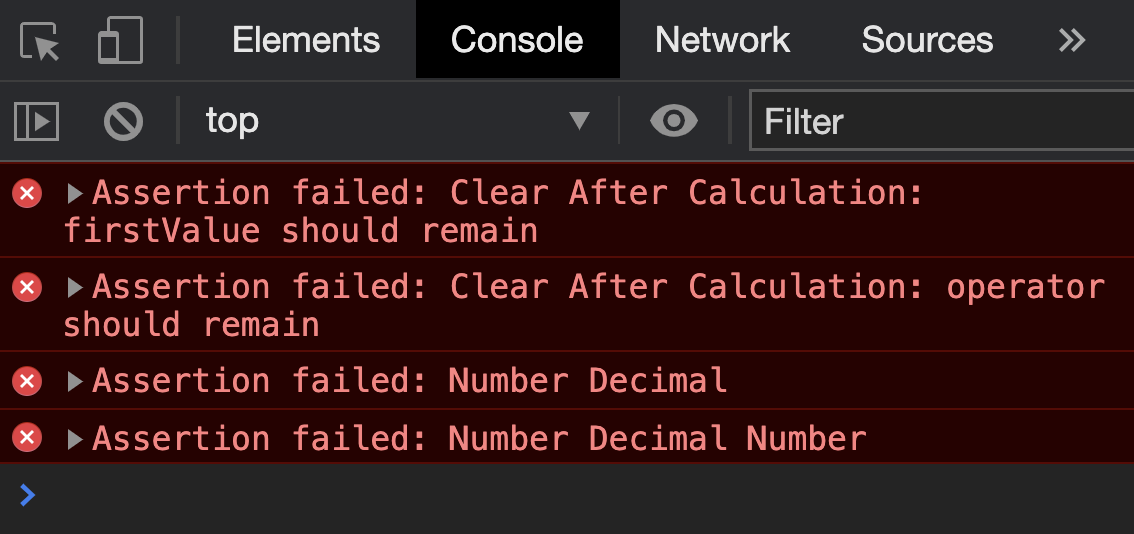 Elements Console Network Sources
top Filter
Assertion failed: Clear After Calculation:
firstValue should remain
Assertion failed: Clear After Calculation: operator
should remain
Assertion failed: Number Decimal
Assertion failed: Number Decimal Number